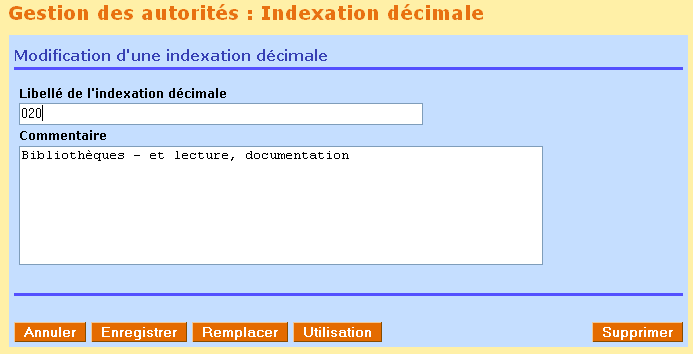 Gestion des autorités : Indexation décimale
Modification d'une indexation décimale
Libellé de l'indexation décimale
020
Commentaire
Bibliothèques - et lecture, documentation
Annuler Enregistrer Remplacer Utilisation Supprimer